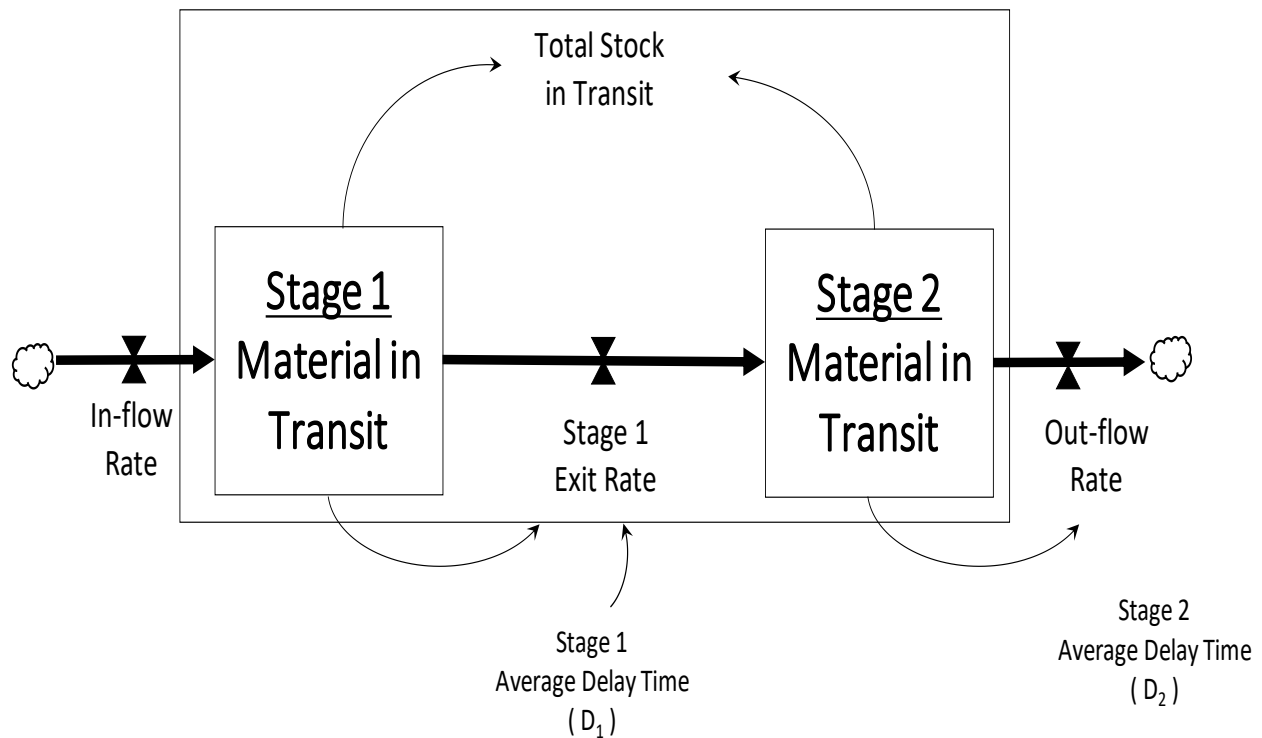 Total Stock
in Transit
Stage 1
Material in
Transit
Stage 2
Material in
Transit
In-flow
Rate
Stage 1
Exit Rate
Out-flow
Rate
Stage 1
Average Delay Time
( D₁ )
Stage 2
Average Delay Time
( D₂ )